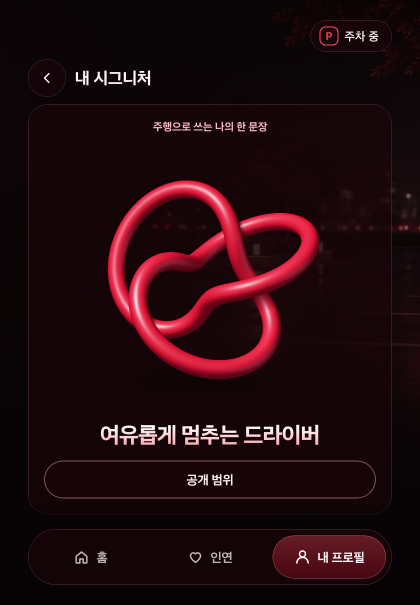 P 주차 중
내 시그니처
주행으로 쓰는 나의 한 문장
여유롭게 멈추는 드라이버
공개 범위
홈 인연 내 프로필